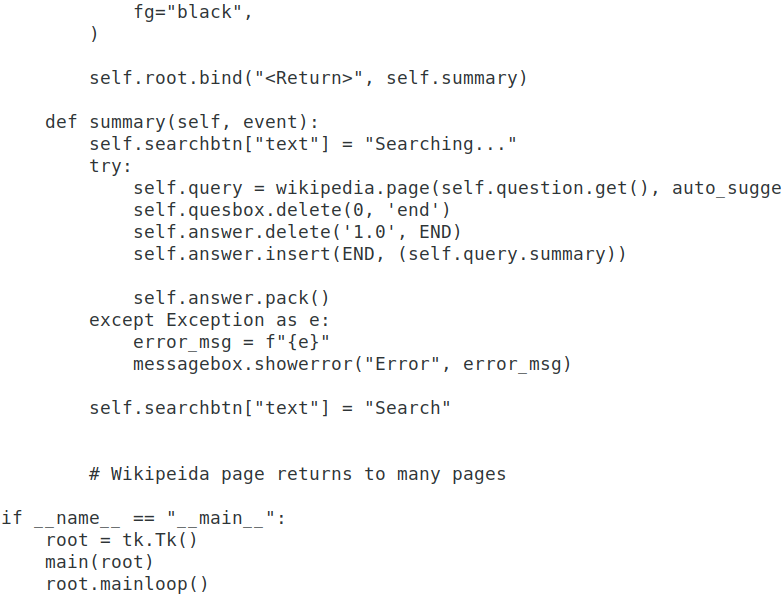 fg="black",
        )
        self.root.bind("<Return>", self.summary)
    def summary(self, event):
        self.searchbtn["text"] = "Searching..."
        try:
            self.query = wikipedia.page(self.question.get(), auto_sugge
            self.quesbox.delete(0, 'end')
            self.answer.delete('1.0', END)
            self.answer.insert(END, (self.query.summary))
            self.answer.pack()
        except Exception as e:
            error_msg = f"{e}"
            messagebox.showerror("Error", error_msg)
        self.searchbtn["text"] = "Search"
        # Wikipeida page returns to many pages
if __name__ == "__main__":
    root = tk.Tk()
    main(root)
    root.mainloop()